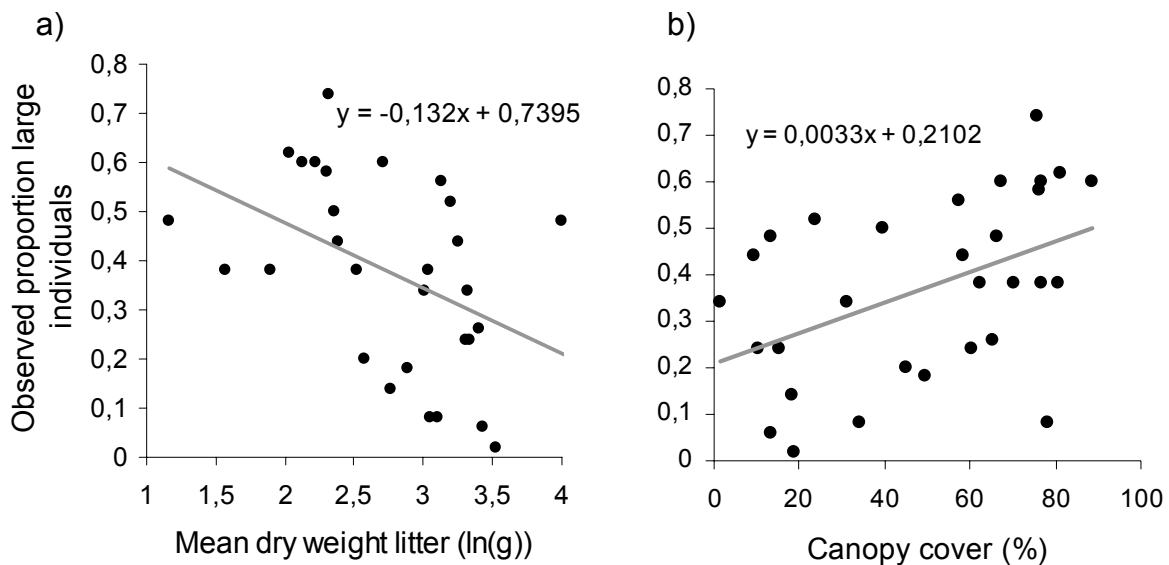 a)
Observed proportion large
individuals
0,8
0,7
0,6
0,5
0,4
0,3
0,2
0,1
0
y = -0,132x + 0,7395
1 1,5 2 2,5 3 3,5 4
Mean dry weight litter (ln(g))
b)
0,8
0,7
0,6
0,5
0,4
0,3
0,2
0,1
0
y = 0,0033x + 0,2102
0 20 40 60 80 100
Canopy cover (%)